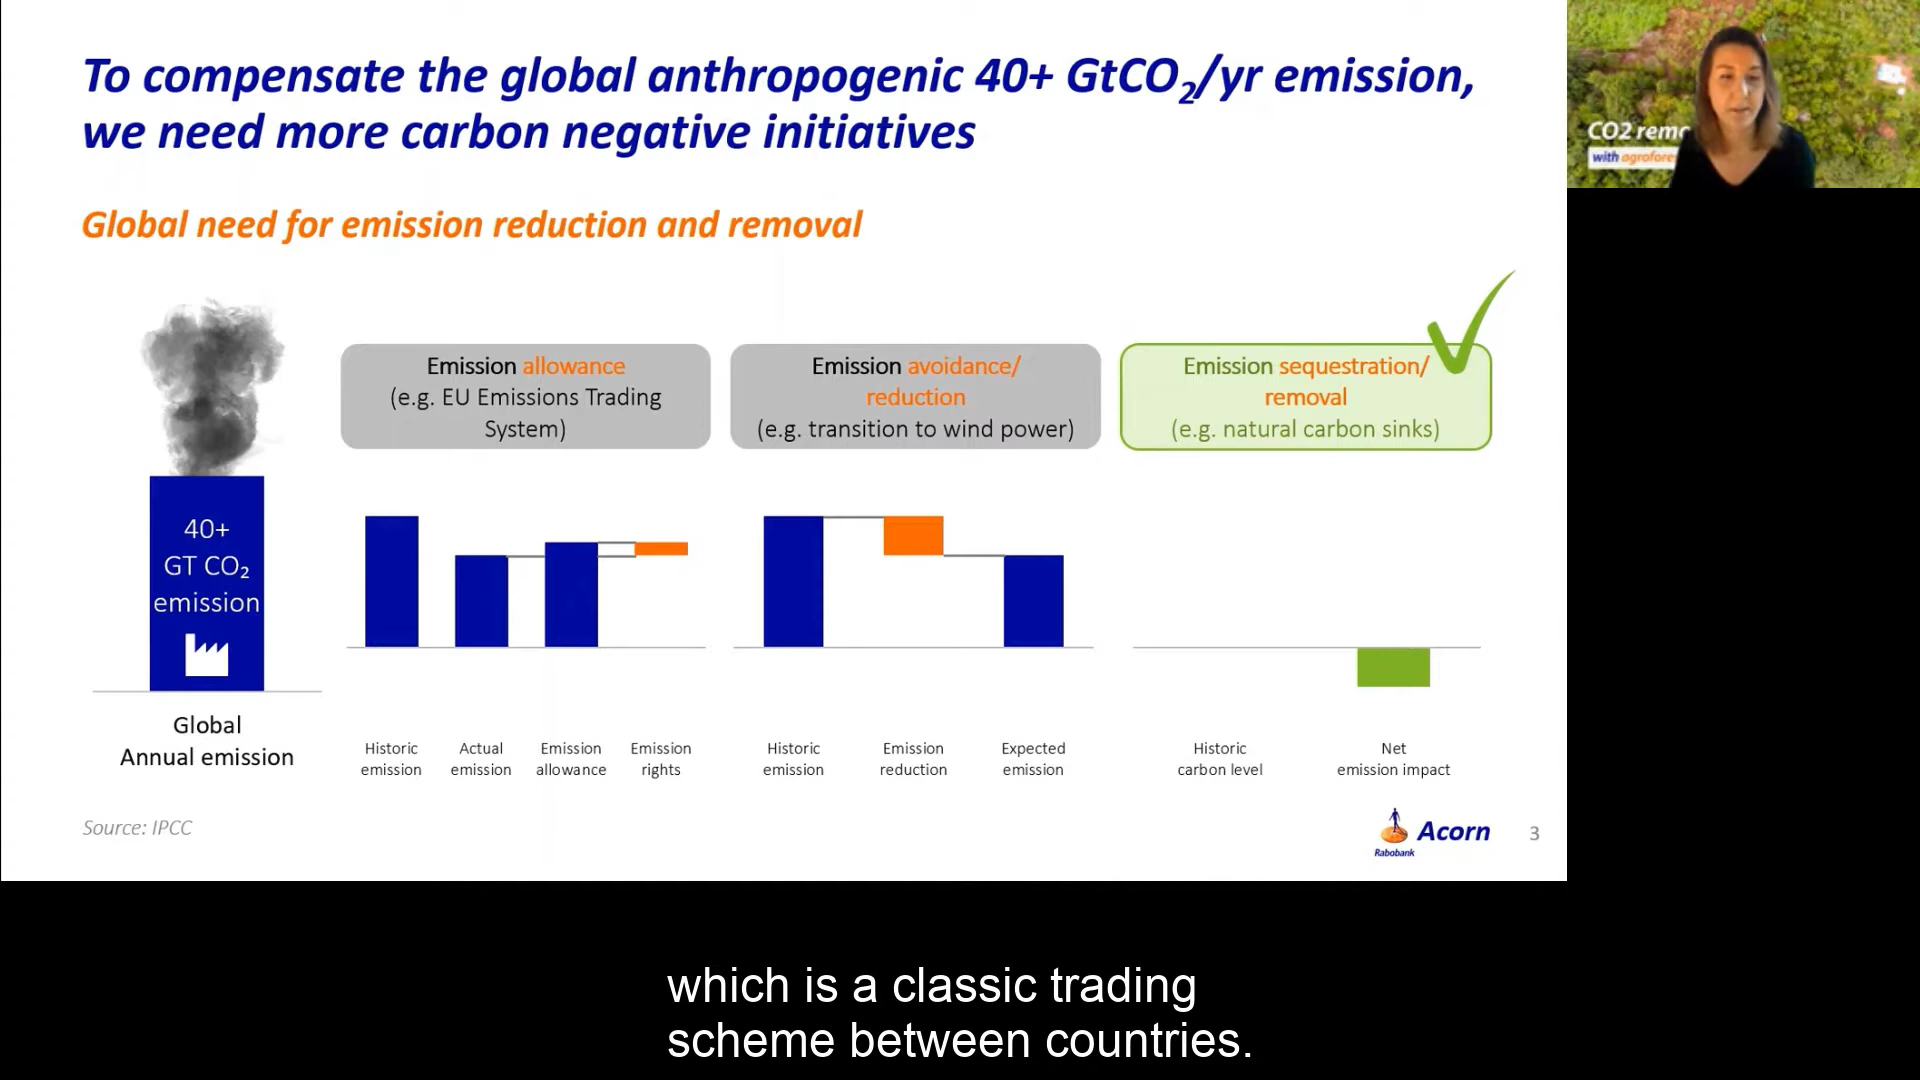 To compensate the global anthropogenic 40+ GtCO₂/yr emission,
we need more carbon negative initiatives
Global need for emission reduction and removal
CO2 remo
with agrofores
40+
GT CO₂
emission
Global
Annual emission
Emission allowance
(e.g. EU Emissions Trading
System)
Historic
emission
Actual
emission
Emission
allowance
Emission
rights
Emission avoidance/
reduction
(e.g. transition to wind power)
Historic
emission
Emission
reduction
Expected
emission
Emission sequestration/
removal
(e.g. natural carbon sinks)
Historic
carbon level
Net
emission impact
Source: IPCC
Rabobank
Acorn
3
which is a classic trading
scheme between countries.